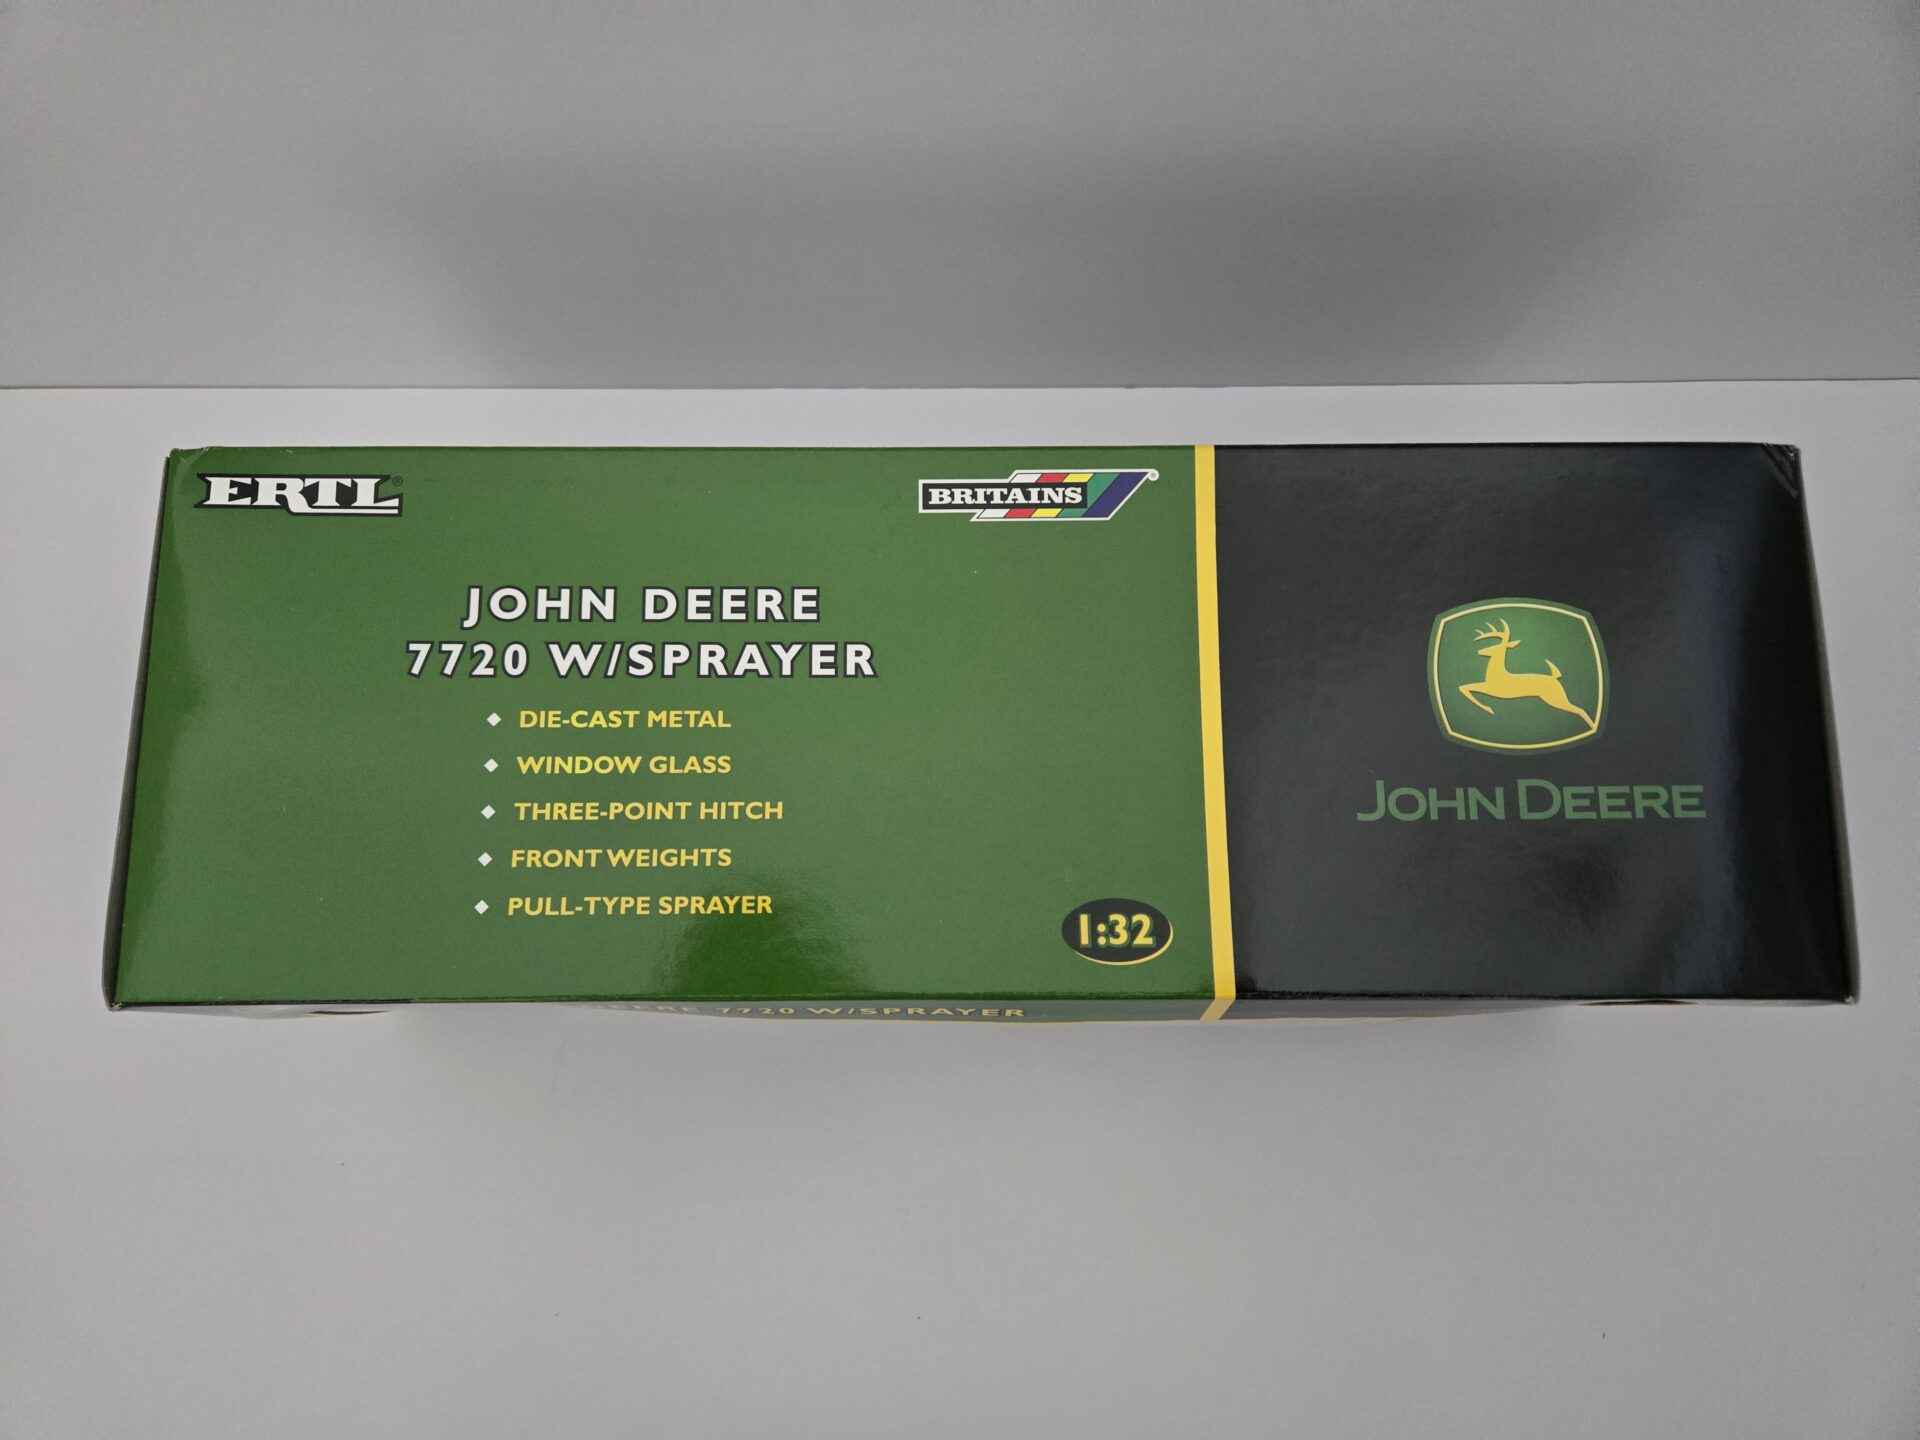 ERTL®
BRITAINS®
JOHN DEERE
7720 W/SPRAYER
◆ DIE-CAST METAL
◆ WINDOW GLASS
◆ THREE-POINT HITCH
◆ FRONT WEIGHTS
◆ PULL-TYPE SPRAYER
1:32
JOHN DEERE
7720 W/SPRAYER